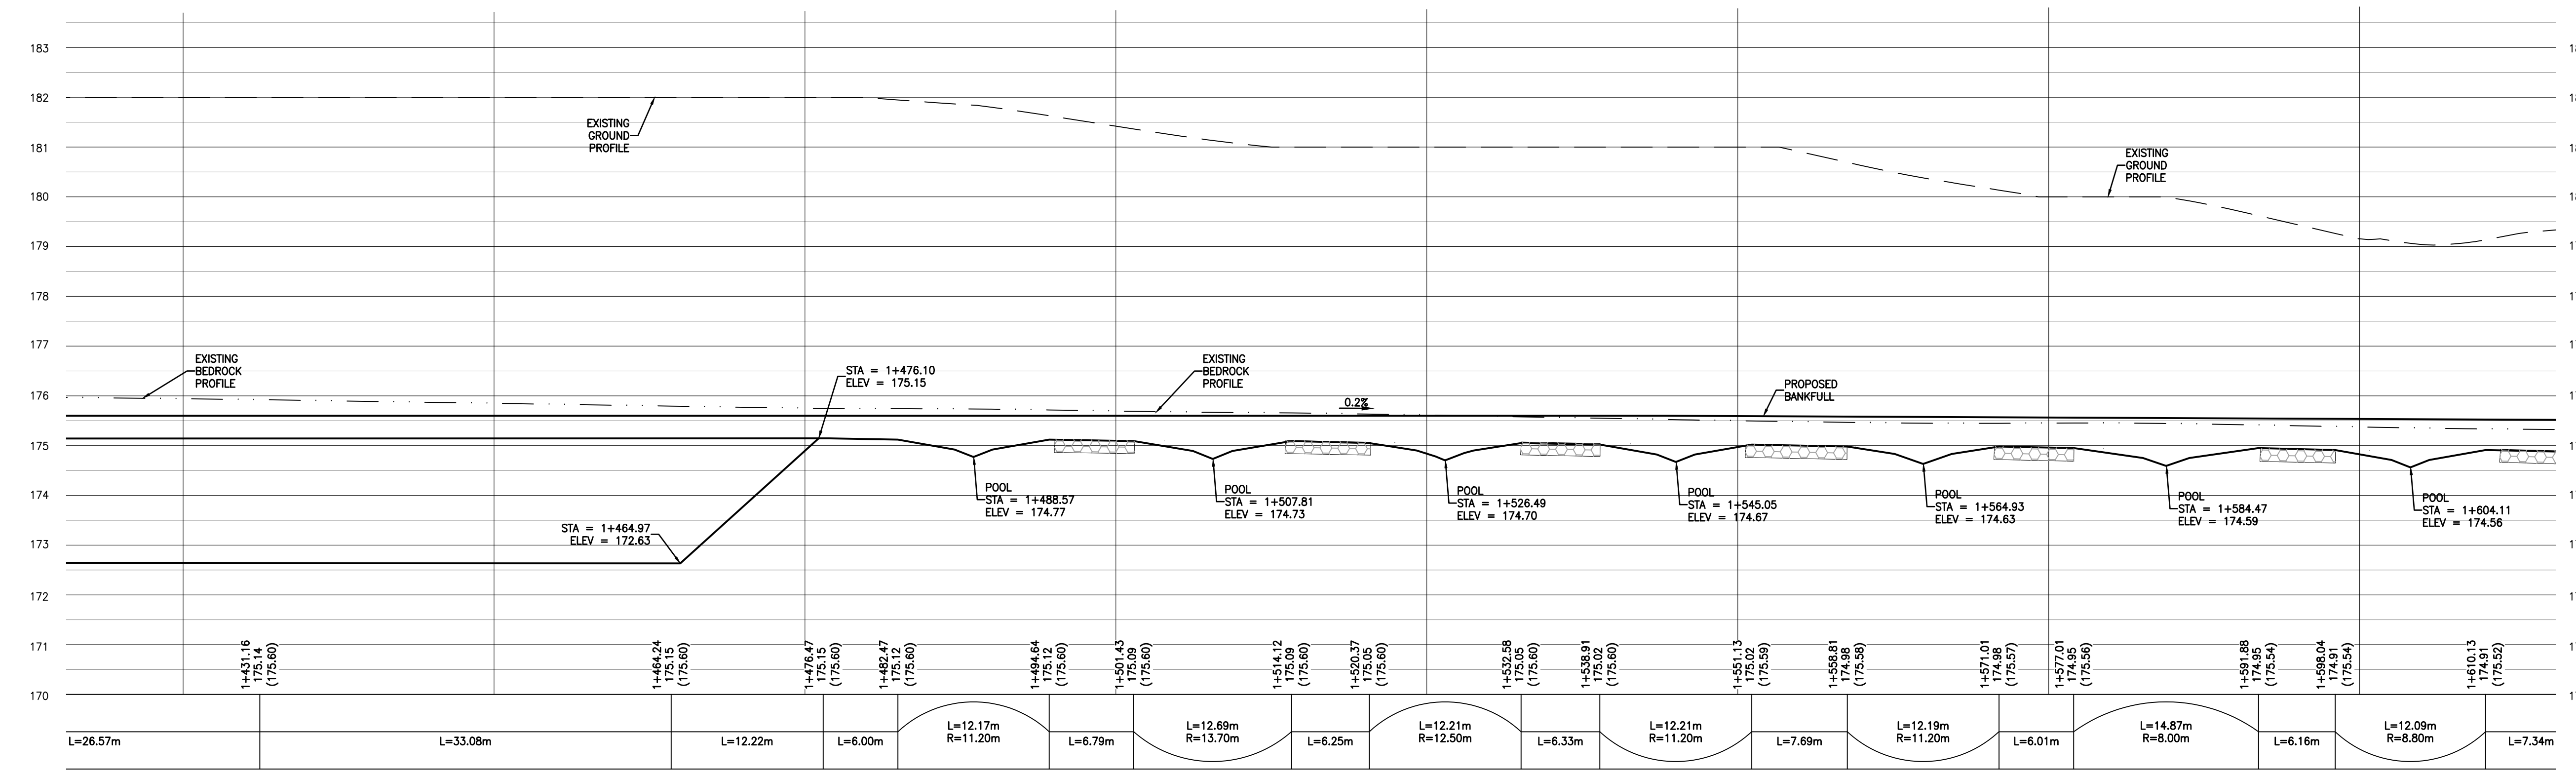 183
182
181
180
179
178
177
176
175
174
173
172
171
170
EXISTING
GROUND
PROFILE
EXISTING
GROUND
PROFILE
EXISTING
BEDROCK
PROFILE
STA = 1+476.10
ELEV = 175.15
EXISTING
BEDROCK
PROFILE
0.2%
PROPOSED
BANKFULL
STA = 1+464.97
ELEV = 172.63
POOL
STA = 1+488.57
ELEV = 174.77
POOL
STA = 1+507.81
ELEV = 174.73
POOL
STA = 1+526.49
ELEV = 174.70
POOL
STA = 1+545.05
ELEV = 174.67
POOL
STA = 1+564.93
ELEV = 174.63
POOL
STA = 1+584.47
ELEV = 174.59
POOL
STA = 1+604.11
ELEV = 174.56
1+431.16
175.14
(175.60)
1+464.24
175.15
(175.60)
1+476.47
175.15
(175.60)
1+482.47
175.12
(175.60)
1+494.64
175.12
(175.60)
1+501.43
175.09
(175.60)
1+514.12
175.09
(175.60)
1+520.37
175.05
(175.60)
1+532.58
175.05
(175.60)
1+538.91
175.02
(175.60)
1+551.13
175.02
(175.59)
1+558.81
174.98
(175.58)
1+571.01
174.98
(175.57)
1+577.01
174.95
(175.56)
1+591.88
174.95
(175.54)
1+598.04
174.91
(175.54)
1+610.13
174.91
(175.52)
L=26.57m
L=33.08m
L=12.22m
L=6.00m
L=12.17m
R=11.20m
L=6.79m
L=12.69m
R=13.70m
L=6.25m
L=12.21m
R=12.50m
L=6.33m
L=12.21m
R=11.20m
L=7.69m
L=12.19m
R=11.20m
L=6.01m
L=14.87m
R=8.00m
L=6.16m
L=12.09m
R=8.80m
L=7.34m